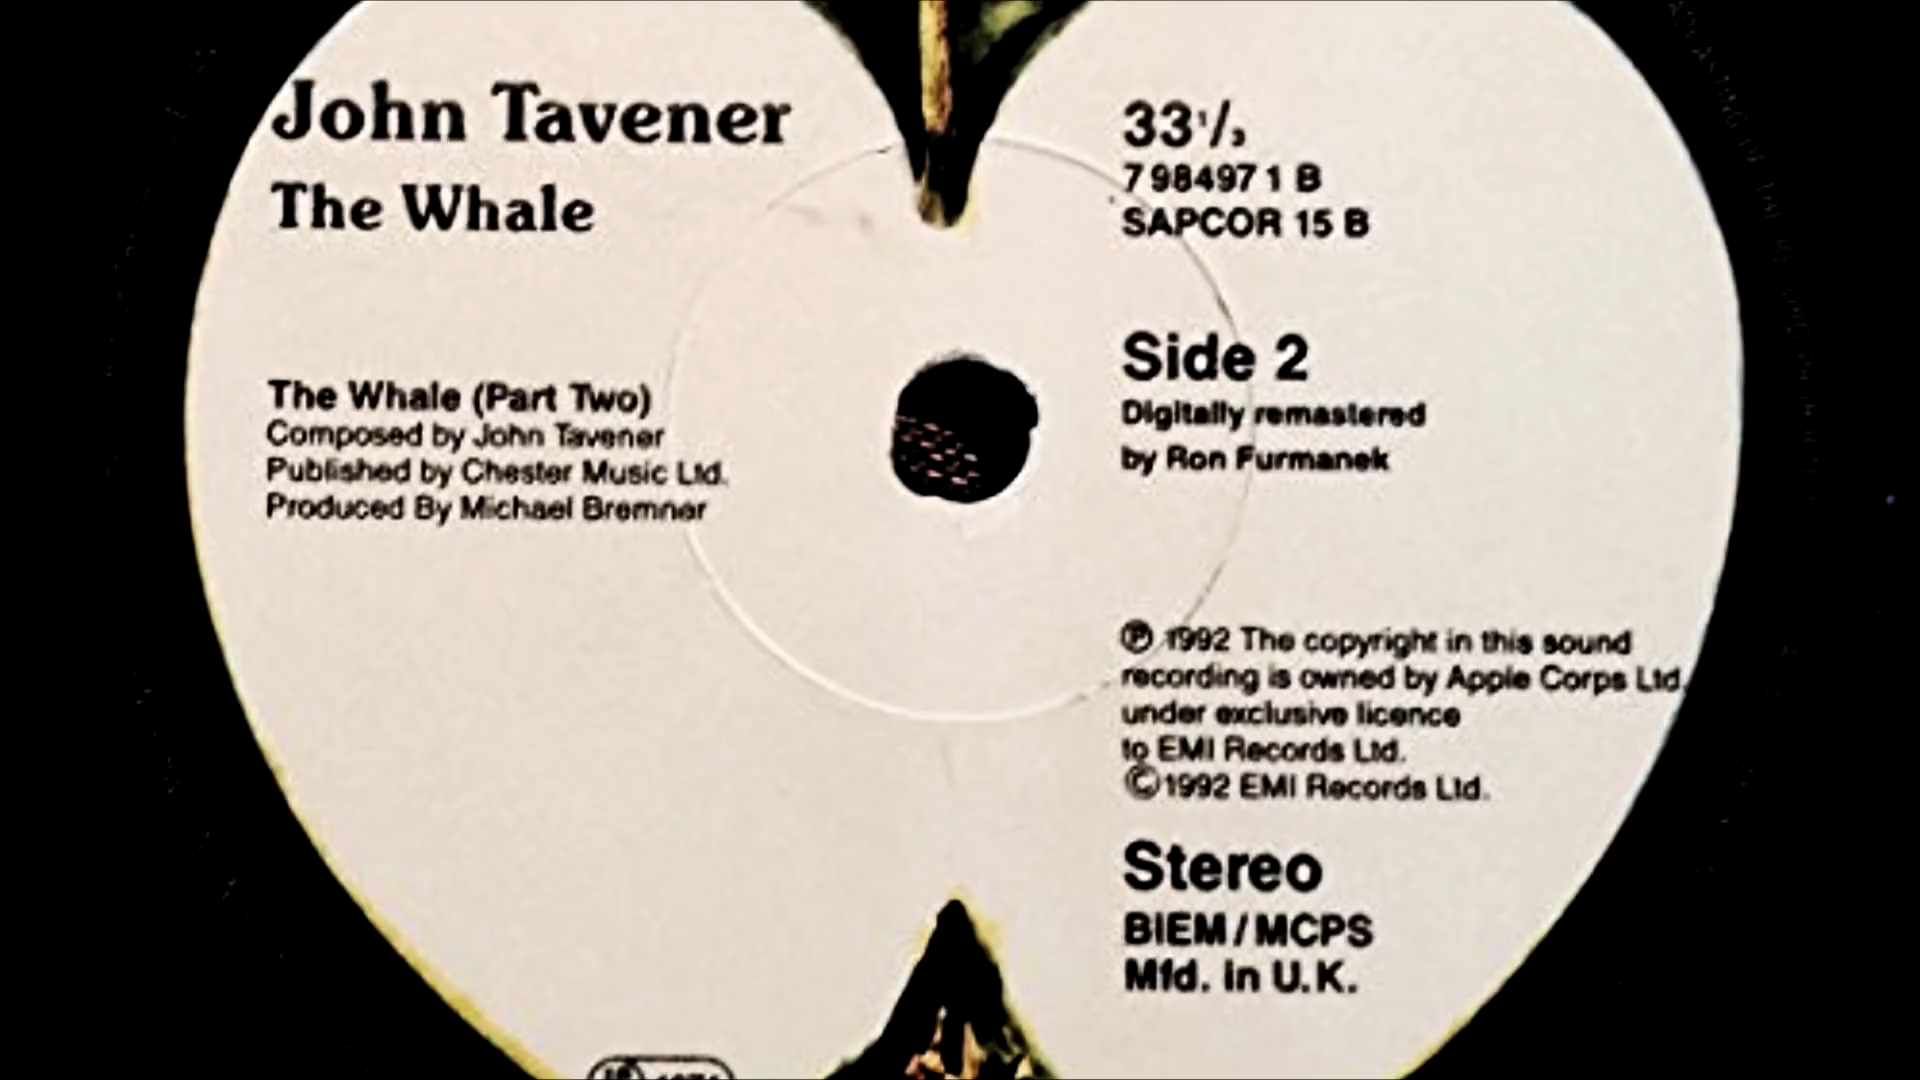 John Tavener
The Whale
The Whale (Part Two)
Composed by John Tavener
Published by Chester Music Ltd.
Produced By Michael Bremner
33 1/3
7 98497 1 B
SAPCOR 15 B
Side 2
Digitally remastered
by Ron Furmanek
℗ 1992 The copyright in this sound
recording is owned by Apple Corps Ltd.
under exclusive licence
to EMI Records Ltd.
©1992 EMI Records Ltd.
Stereo
BIEM / MCPS
Mfd. in U.K.